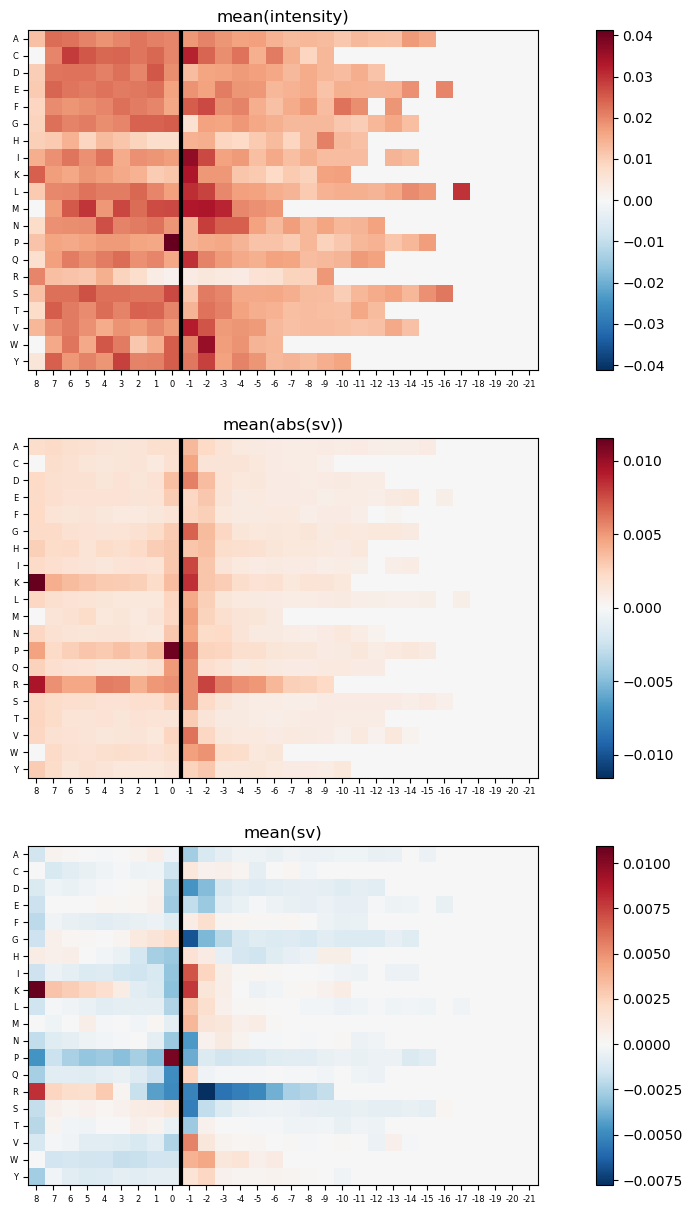 mean(intensity)
A
C
D
E
F
G
H
I
K
L
M
N
P
Q
R
S
T
V
W
Y
8 7 6 5 4 3 2 1 0 -1 -2 -3 -4 -5 -6 -7 -8 -9 -10 -11 -12 -13 -14 -15 -16 -17 -18 -19 -20 -21
0.04
0.03
0.02
0.01
0.00
−0.01
−0.02
−0.03
−0.04
mean(abs(sv))
A
C
D
E
F
G
H
I
K
L
M
N
P
Q
R
S
T
V
W
Y
8 7 6 5 4 3 2 1 0 -1 -2 -3 -4 -5 -6 -7 -8 -9 -10 -11 -12 -13 -14 -15 -16 -17 -18 -19 -20 -21
0.010
0.005
0.000
−0.005
−0.010
mean(sv)
A
C
D
E
F
G
H
I
K
L
M
N
P
Q
R
S
T
V
W
Y
8 7 6 5 4 3 2 1 0 -1 -2 -3 -4 -5 -6 -7 -8 -9 -10 -11 -12 -13 -14 -15 -16 -17 -18 -19 -20 -21
0.0100
0.0075
0.0050
0.0025
0.0000
−0.0025
−0.0050
−0.0075